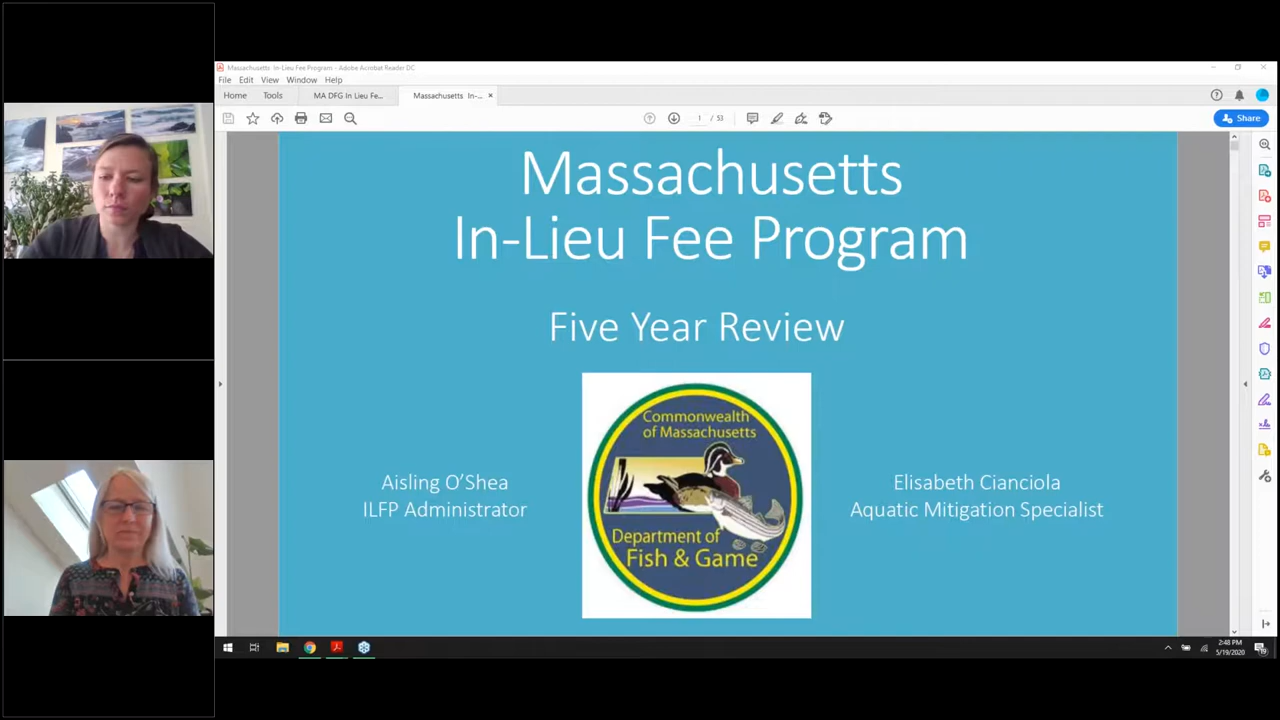 Massachusetts In-Lieu Fee Program - Adobe Acrobat Reader DC
File Edit View Window Help
Home Tools MA DFG In Lieu Fe... Massachusetts In-... ×
1 / 53
Share
Massachusetts
In-Lieu Fee Program
Five Year Review
Commonwealth
of Massachusetts
Department of
Fish & Game
Aisling O’Shea
ILFP Administrator
Elisabeth Cianciola
Aquatic Mitigation Specialist
2:48 PM
5/19/2020